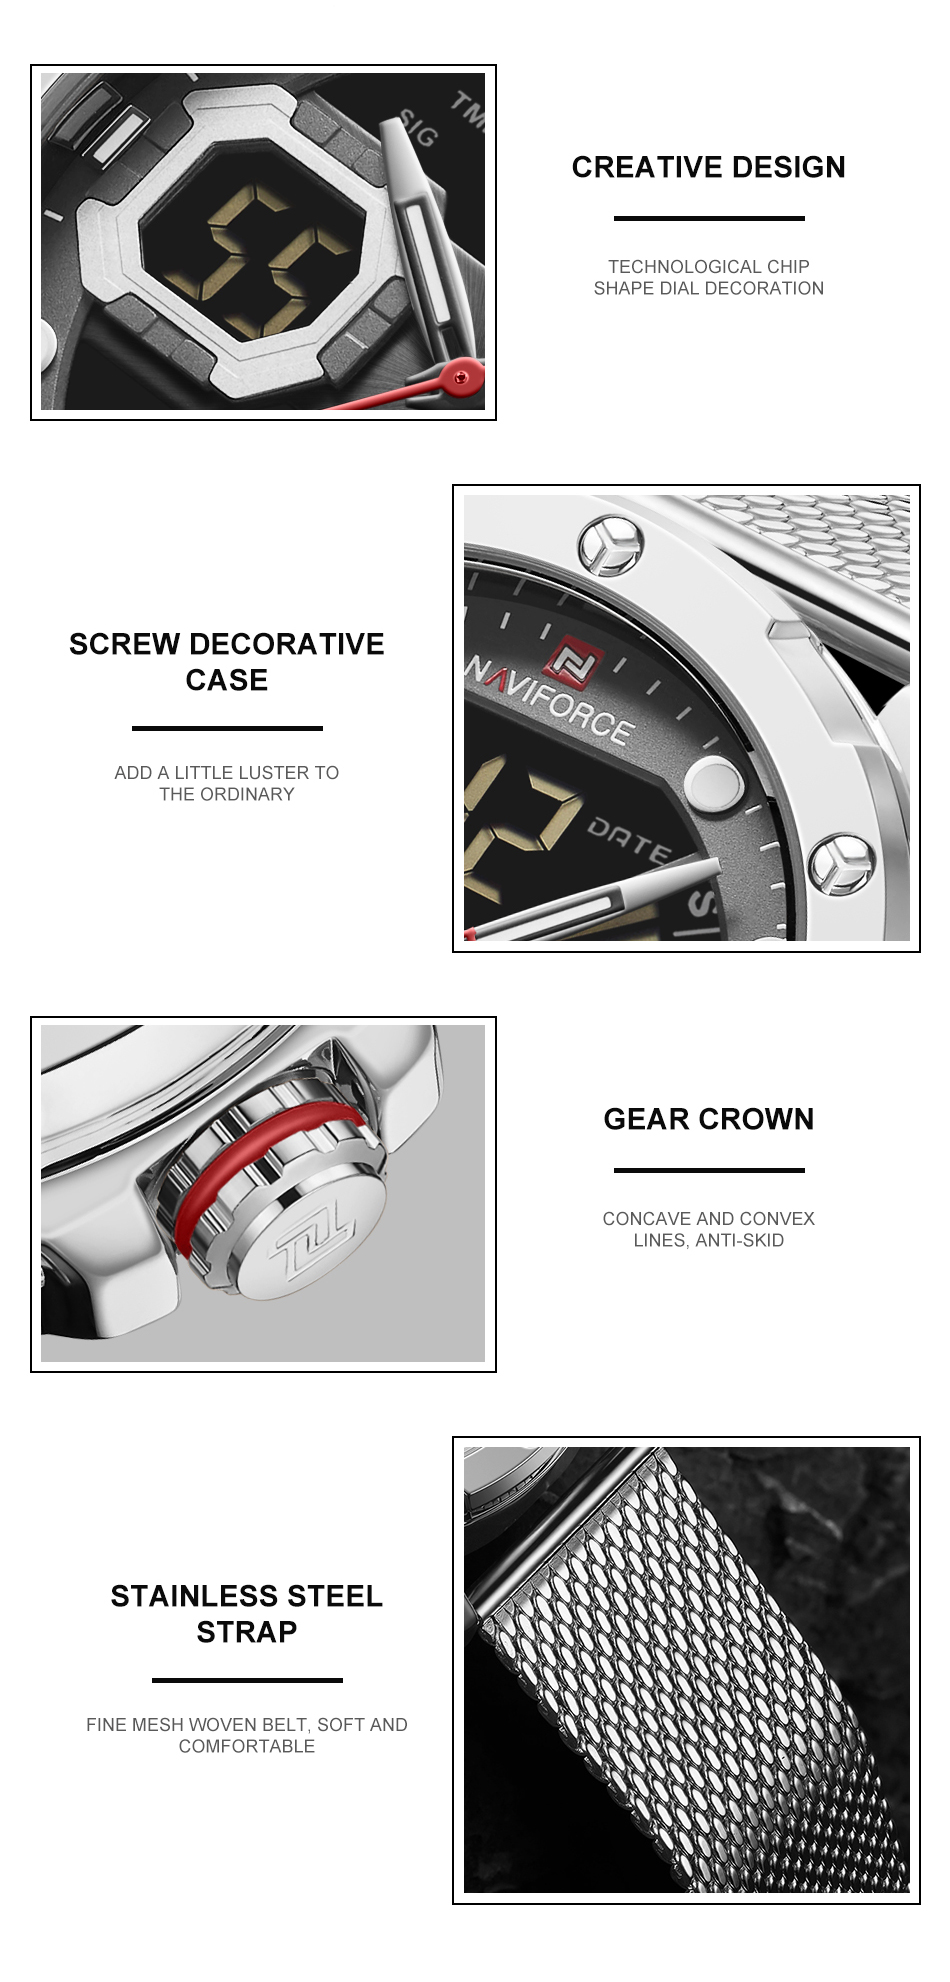 SIG
TM
55
CREATIVE DESIGN
TECHNOLOGICAL CHIP
SHAPE DIAL DECORATION
NAVIFORCE
12
DATE
S
SCREW DECORATIVE
CASE
ADD A LITTLE LUSTER TO
THE ORDINARY
GEAR CROWN
CONCAVE AND CONVEX
LINES, ANTI-SKID
STAINLESS STEEL
STRAP
FINE MESH WOVEN BELT, SOFT AND
COMFORTABLE